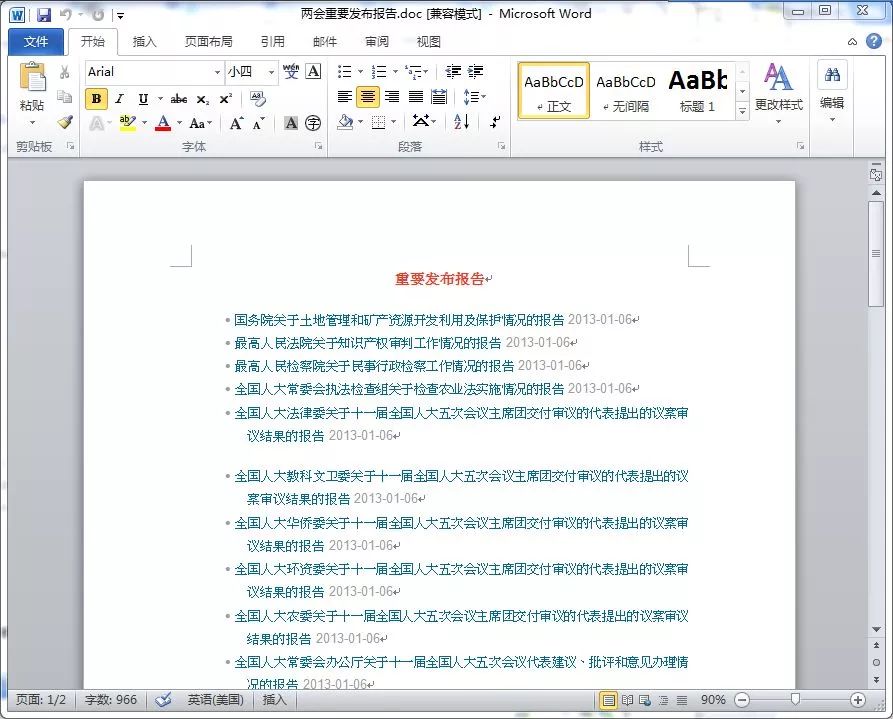 两会重要发布报告.doc [兼容模式] - Microsoft Word
文件 开始 插入 页面布局 引用 邮件 审阅 视图
Arial 小四 wén 文 A
AaBbCcD AaBbCcD AaBb
粘贴 B I U abc x₂ x² 正文 无间隔 标题 1 更改样式 编辑
A ab A Aa A A A 字
剪贴板 字体 段落 样式
重要发布报告
• 国务院关于土地管理和矿产资源开发利用及保护情况的报告 2013-01-06
• 最高人民法院关于知识产权审判工作情况的报告 2013-01-06
• 最高人民检察院关于民事行政检察工作情况的报告 2013-01-06
• 全国人大常委会执法检查组关于检查农业法实施情况的报告 2013-01-06
• 全国人大法律委关于十一届全国人大五次会议主席团交付审议的代表提出的议案审
议结果的报告 2013-01-06
• 全国人大教科文卫委关于十一届全国人大五次会议主席团交付审议的代表提出的议
案审议结果的报告 2013-01-06
• 全国人大华侨委关于十一届全国人大五次会议主席团交付审议的代表提出的议案审
议结果的报告 2013-01-06
• 全国人大环资委关于十一届全国人大五次会议主席团交付审议的代表提出的议案审
议结果的报告 2013-01-06
• 全国人大农委关于十一届全国人大五次会议主席团交付审议的代表提出的议案审议
结果的报告 2013-01-06
• 全国人大常委会办公厅关于十一届全国人大五次会议代表建议、批评和意见办理情
况的报告 2013-01-06
页面: 1/2 字数: 966 英语(美国) 插入 90%